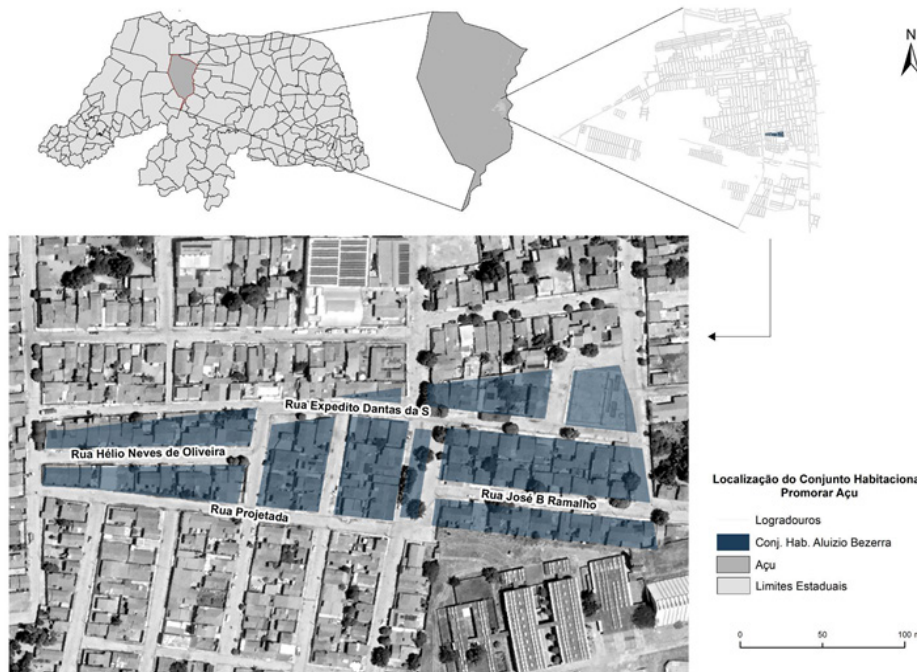 N
Rua Expedito Dantas da S
Rua Hélio Neves de Oliveira
Rua José B Ramalho
Rua Projetada
Localização do Conjunto Habitaciona
Promorar Açu
Logradouros
Conj. Hab. Aluizio Bezerra
Açu
Limites Estaduais
0 50 100 m